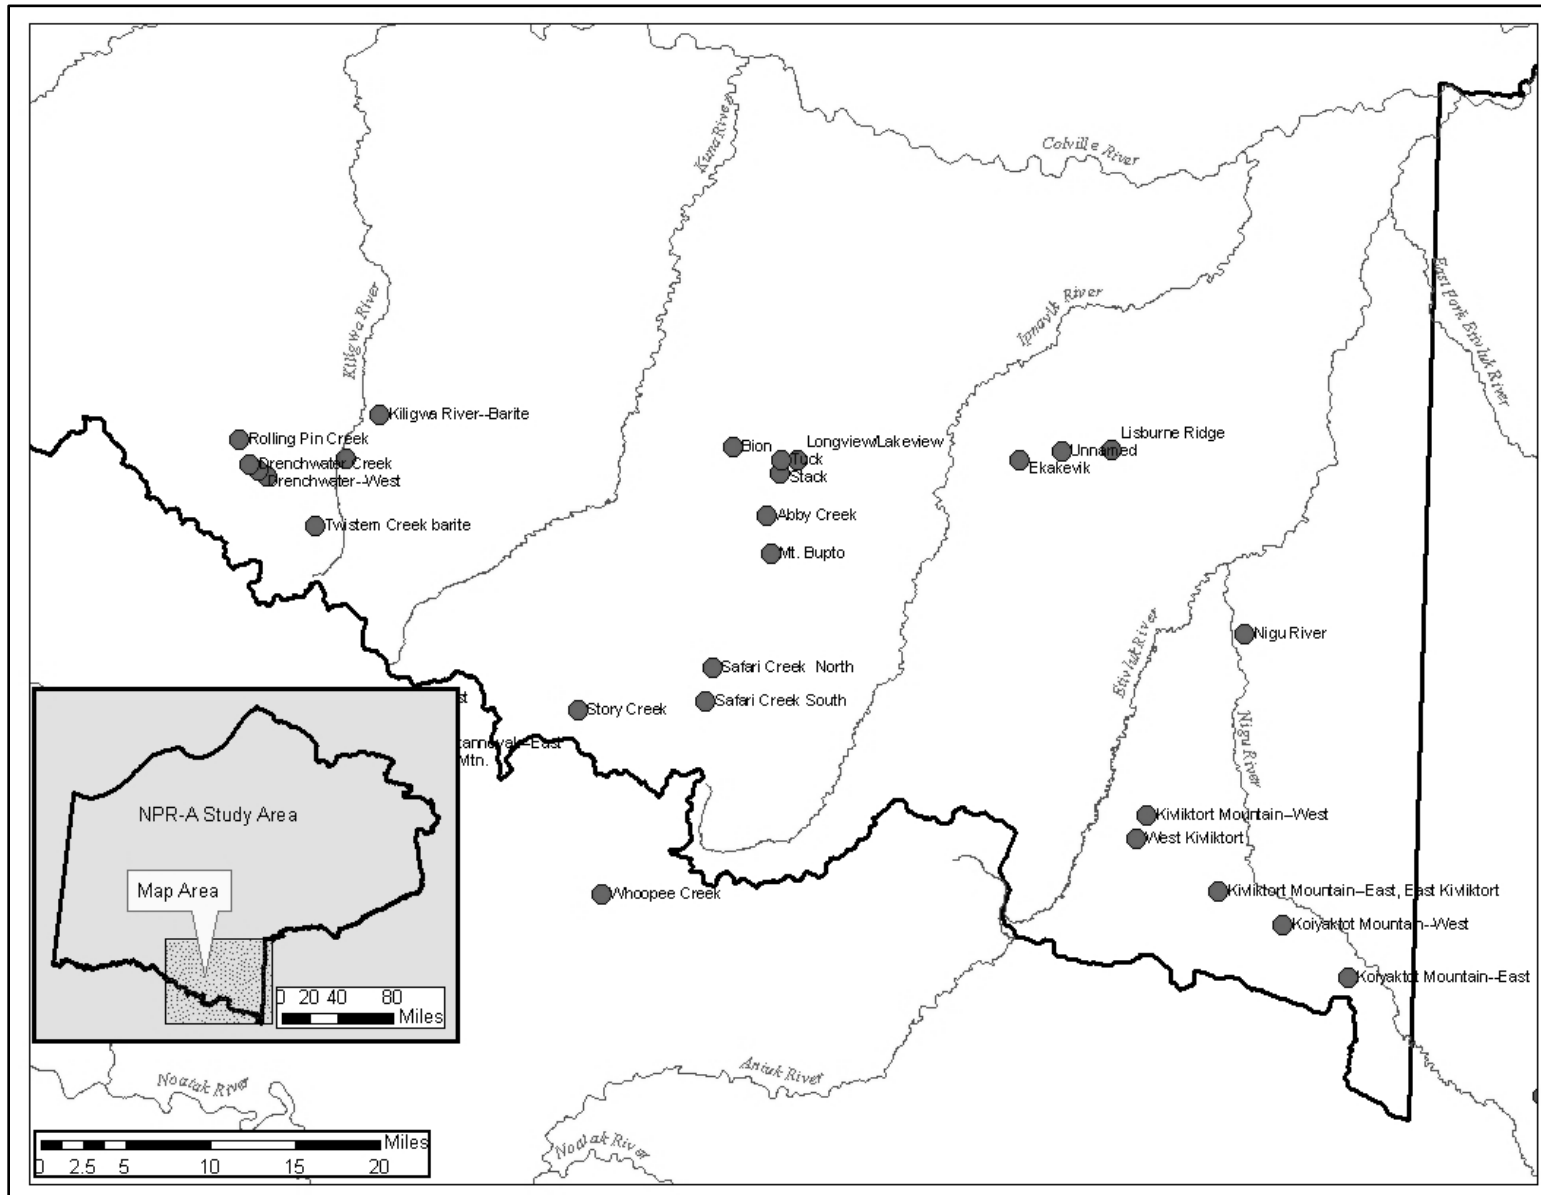 Colville River
Kuna River
Kiligwa River
Ipnavik River
East Fork Etivluk River
Kiligwa River--Barite
Rolling Pin Creek
Drenchwater Creek
Drenchwater--West
Twistem Creek barite
Bion
Longview/Lakeview
Tuck
Stack
Abby Creek
Mt. Bupto
Lisburne Ridge
Unnamed
Ekakevik
Nigu River
Etivluk River
Nigu River
Safari Creek North
Safari Creek South
Story Creek
Mtn.
Kivliktort Mountain--West
West Kivliktort
Kivliktort Mountain--East, East Kivliktort
Koiyaktot Mountain--West
Koiyaktot Mountain--East
Whoopee Creek
NPR-A Study Area
Map Area
0 20 40 80
Miles
Noatak River
Aniuk River
Noatak River
Miles
0 2.5 5 10 15 20